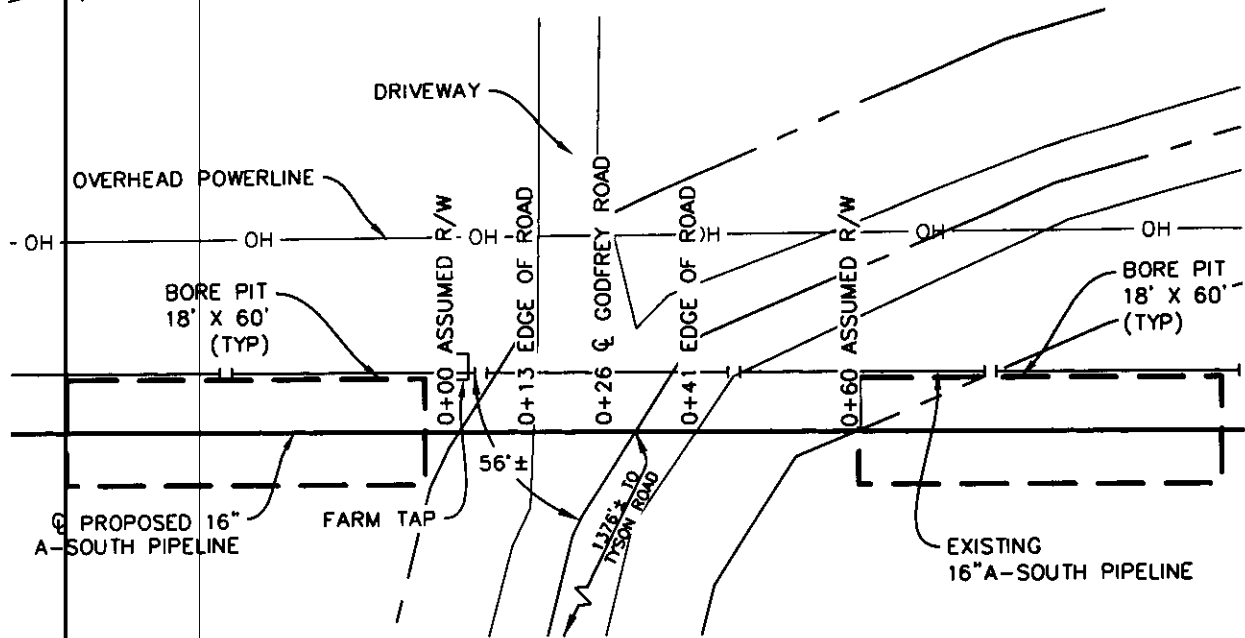 DRIVEWAY
OVERHEAD POWERLINE
OH
OH
OH
OH
OH
OH
BORE PIT
18' X 60'
(TYP)
BORE PIT
18' X 60'
(TYP)
0+00 ASSUMED R/W
0+13 EDGE OF ROAD
0+26 ℄ GODFREY ROAD
0+41 EDGE OF ROAD
0+60 ASSUMED R/W
56'±
1376'± TO
TYSON ROAD
℄ PROPOSED 16"
A-SOUTH PIPELINE
FARM TAP
EXISTING
16"A-SOUTH PIPELINE